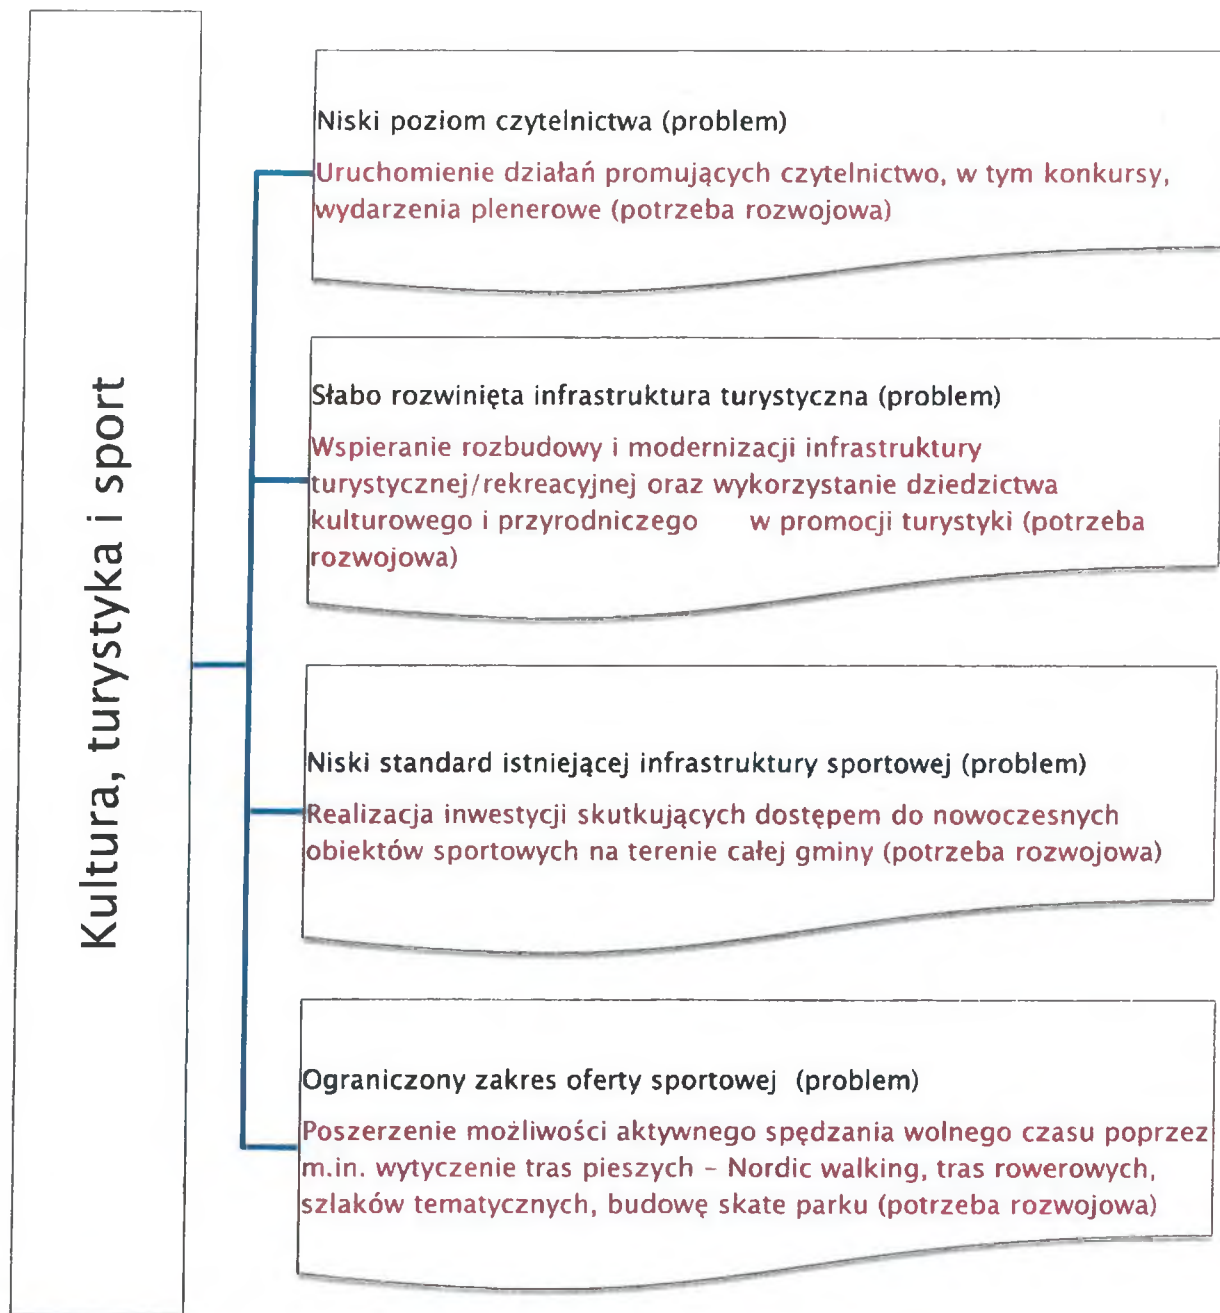 Kultura, turystyka i sport
Niski poziom czytelnictwa (problem)
Uruchomienie działań promujących czytelnictwo, w tym konkursy,
wydarzenia plenerowe (potrzeba rozwojowa)
Słabo rozwinięta infrastruktura turystyczna (problem)
Wspieranie rozbudowy i modernizacji infrastruktury
turystycznej/rekreacyjnej oraz wykorzystanie dziedzictwa
kulturowego i przyrodniczego w promocji turystyki (potrzeba
rozwojowa)
Niski standard istniejącej infrastruktury sportowej (problem)
Realizacja inwestycji skutkujących dostępem do nowoczesnych
obiektów sportowych na terenie całej gminy (potrzeba rozwojowa)
Ograniczony zakres oferty sportowej (problem)
Poszerzenie możliwości aktywnego spędzania wolnego czasu poprzez
m.in. wytyczenie tras pieszych – Nordic walking, tras rowerowych,
szlaków tematycznych, budowę skate parku (potrzeba rozwojowa)